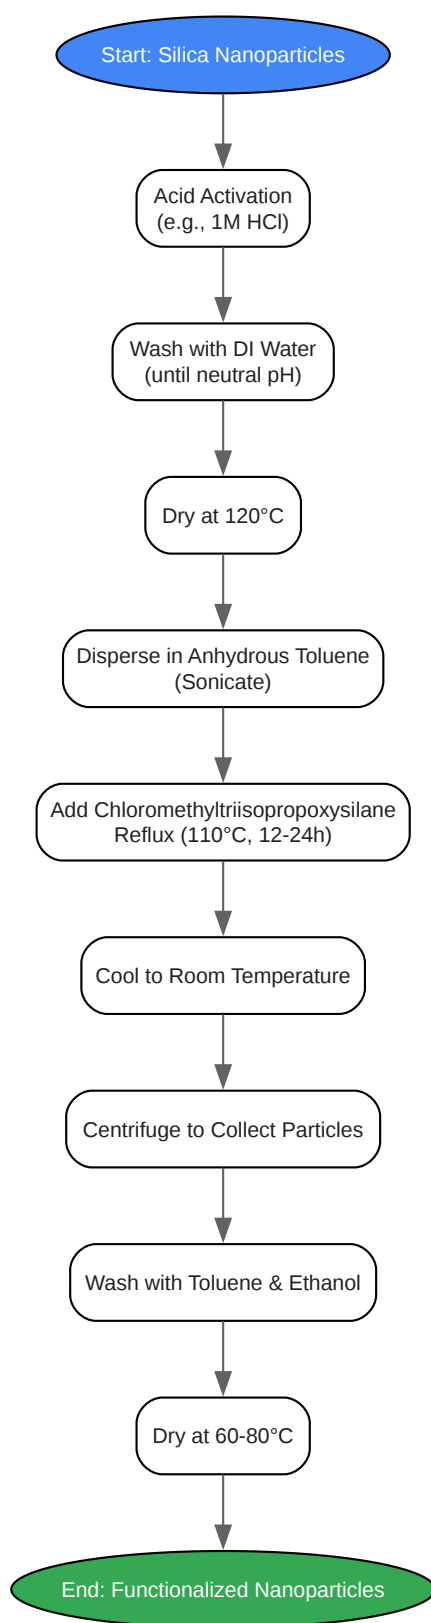 Start: Silica Nanoparticles
Acid Activation
(e.g., 1M HCl)
Wash with DI Water
(until neutral pH)
Dry at 120°C
Disperse in Anhydrous Toluene
(Sonicate)
Add Chloromethyltriisopropoxysilane
Reflux (110°C, 12-24h)
Cool to Room Temperature
Centrifuge to Collect Particles
Wash with Toluene & Ethanol
Dry at 60-80°C
End: Functionalized Nanoparticles